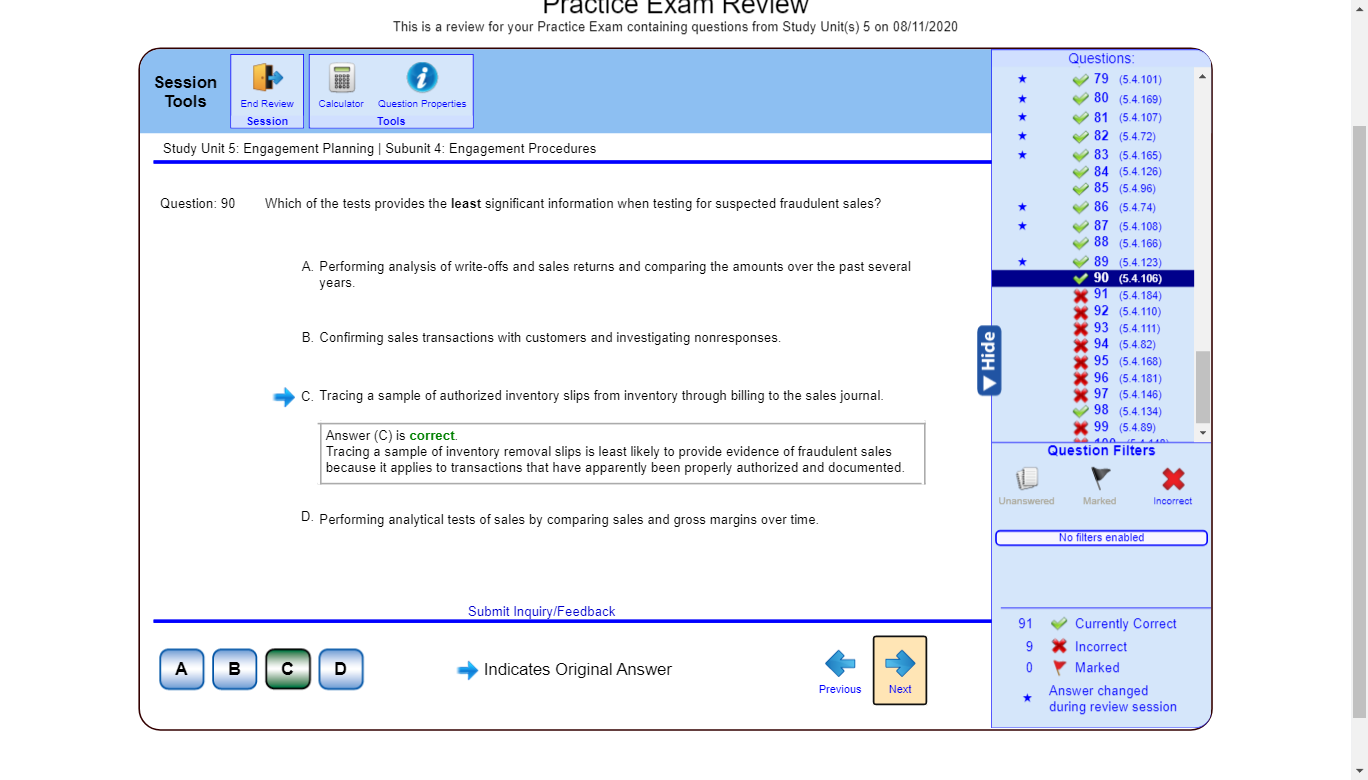 Practice Exam Review
This is a review for your Practice Exam containing questions from Study Unit(s) 5 on 08/11/2020
Session Tools
End Review
Session
Calculator
Question Properties
Tools
Study Unit 5: Engagement Planning | Subunit 4: Engagement Procedures
Question: 90
Which of the tests provides the least significant information when testing for suspected fraudulent sales?
A. Performing analysis of write-offs and sales returns and comparing the amounts over the past several
years.
B. Confirming sales transactions with customers and investigating nonresponses.
C. Tracing a sample of authorized inventory slips from inventory through billing to the sales journal.
Answer (C) is correct.
Tracing a sample of inventory removal slips is least likely to provide evidence of fraudulent sales
because it applies to transactions that have apparently been properly authorized and documented.
D. Performing analytical tests of sales by comparing sales and gross margins over time.
Submit Inquiry/Feedback
A B C D
Indicates Original Answer
Previous
Next
Hide
Questions:
79 (5.4.101)
80 (5.4.169)
81 (5.4.107)
82 (5.4.72)
83 (5.4.165)
84 (5.4.126)
85 (5.4.96)
86 (5.4.74)
87 (5.4.108)
88 (5.4.166)
89 (5.4.123)
90 (5.4.106)
91 (5.4.184)
92 (5.4.110)
93 (5.4.111)
94 (5.4.82)
95 (5.4.168)
96 (5.4.181)
97 (5.4.146)
98 (5.4.134)
99 (5.4.89)
Question Filters
Unanswered
Marked
Incorrect
No filters enabled
91 Currently Correct
9 Incorrect
0 Marked
Answer changed
during review session